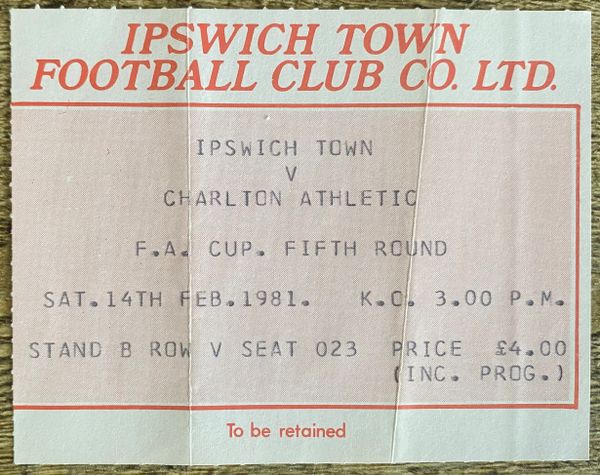 IPSWICH TOWN
FOOTBALL CLUB CO. LTD.
IPSWICH TOWN
V
CHARLTON ATHLETIC
F.A. CUP. FIFTH ROUND
SAT.14TH FEB.1981. K.O. 3.00 P.M.
STAND B ROW V SEAT 023 PRICE £4.00
(INC. PROG.)
To be retained